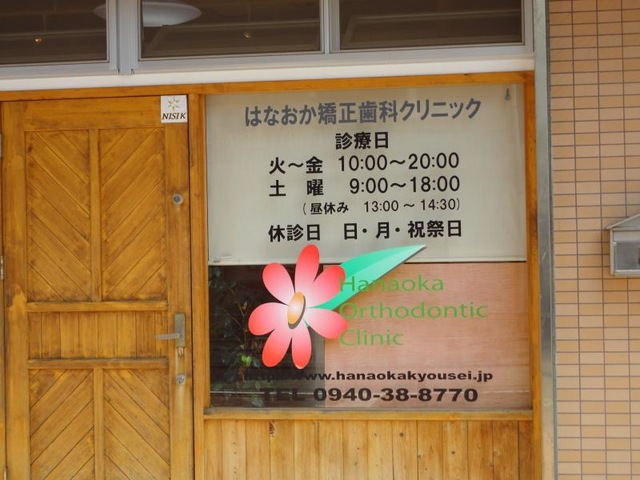 NISIK
はなおか矯正歯科クリニック
診療日
火～金 10:00～20:00
土 曜 9:00～18:00
(昼休み 13:00～14:30)
休診日 日・月・祝祭日
Hanaoka
Orthodontic
Clinic
http://www.hanaokakyousei.jp
TEL 0940-38-8770